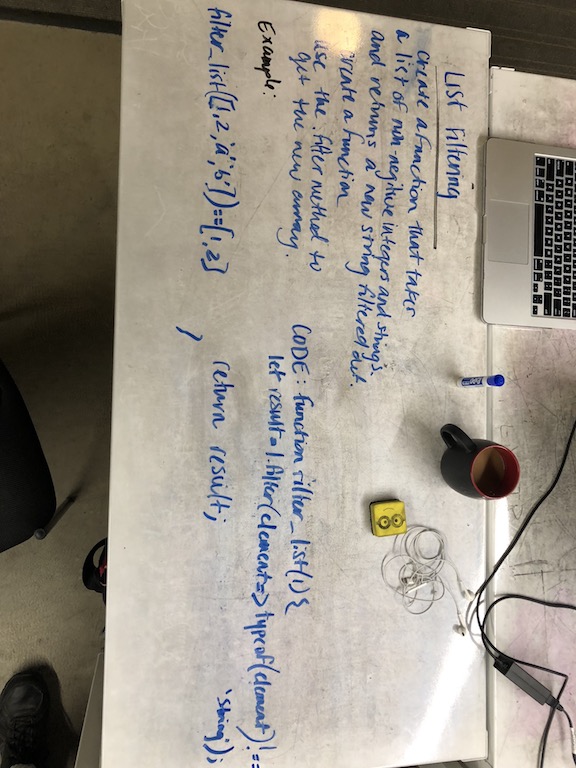 LIST Filtering
create a function that takes
a list of non-negitive integers and strings
and returns a new string filtered out.
create a function
use the .filter method to
get the new array.
Example:
filter_list([1,2,'a','b'])==[1,2]
CODE: function filter_list(l){
let result=l.filter(element=>typeof(element)!==
'string');
return result;
}